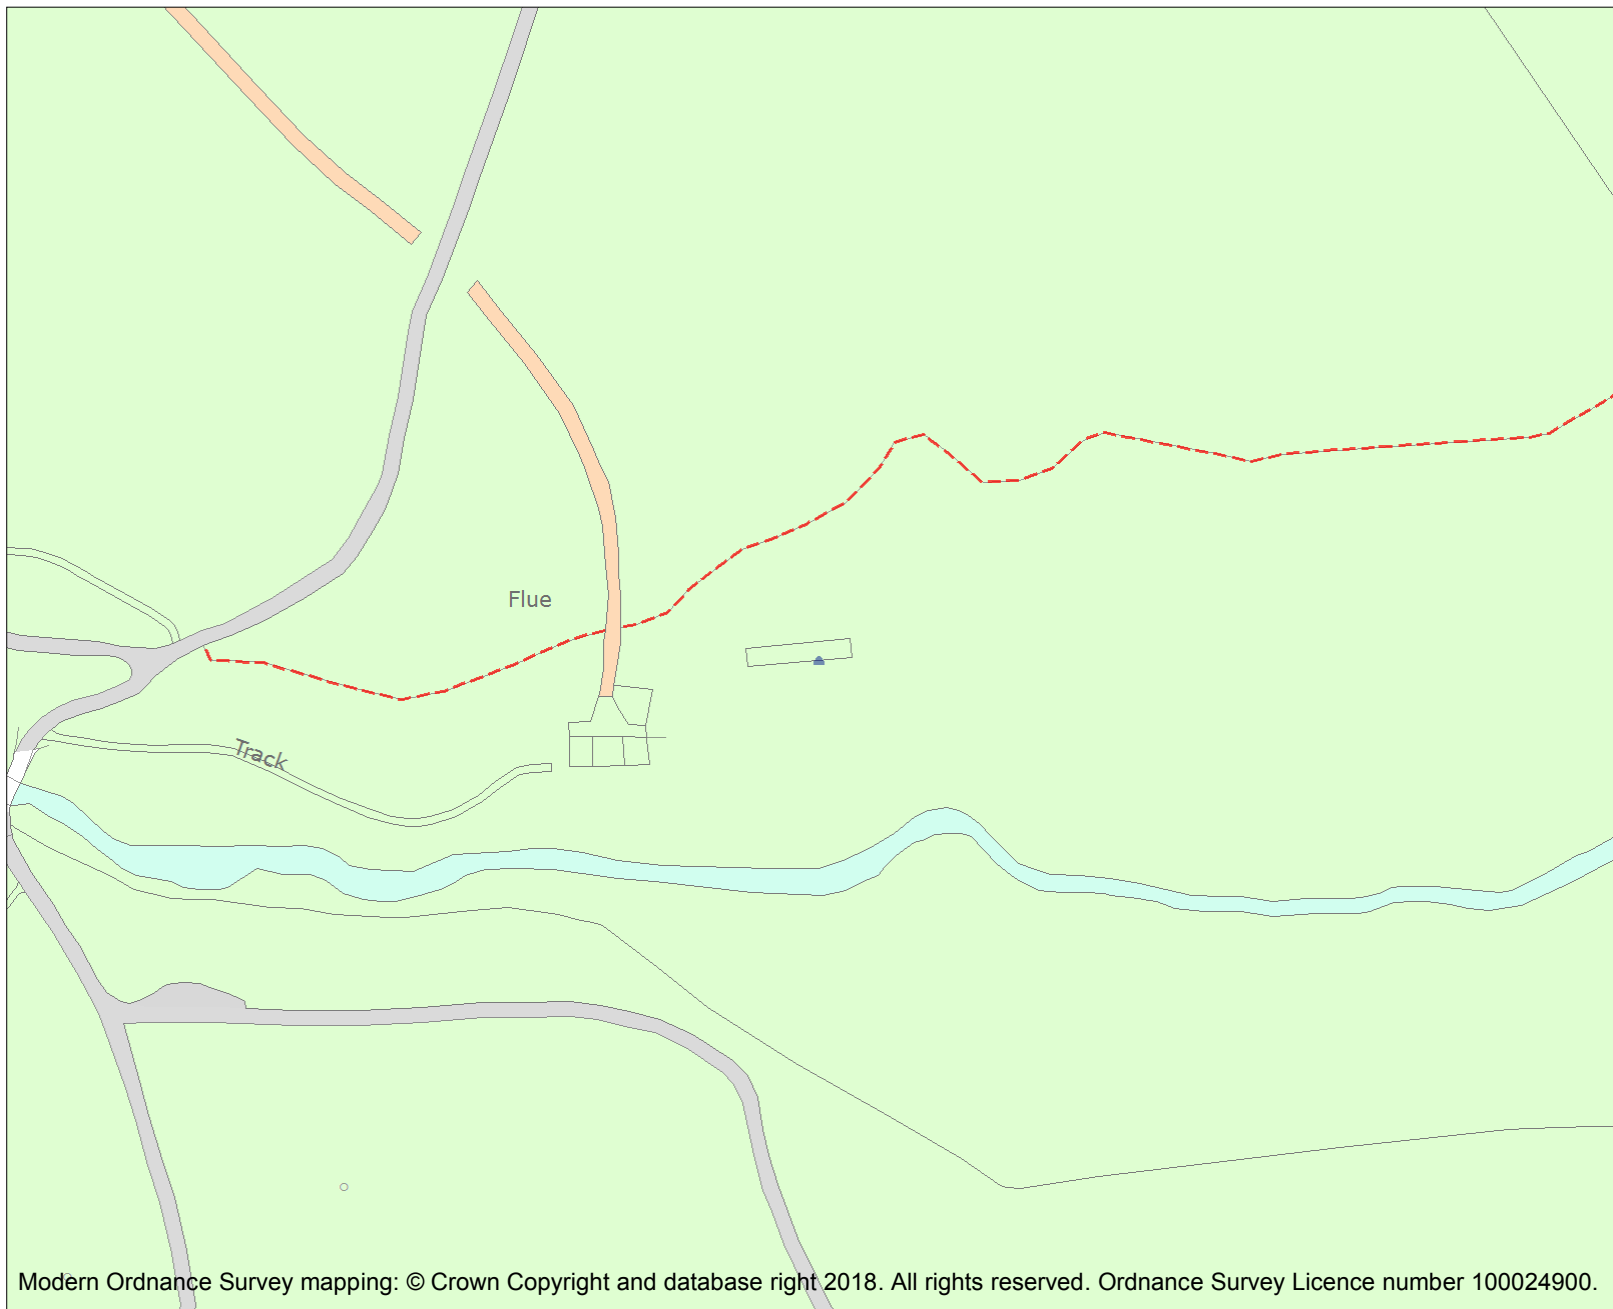 Flue
Track
Modern Ordnance Survey mapping: © Crown Copyright and database right 2018. All rights reserved. Ordnance Survey Licence number 100024900.